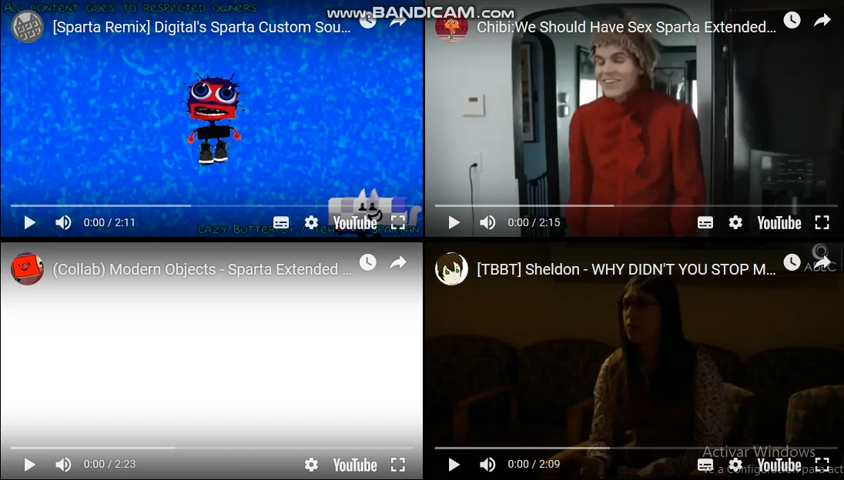 ALL CONTENT GOES TO RESPECTED OWNERS
www.BANDICAM.com
[Sparta Remix] Digital's Sparta Custom Sou...
Chibi:We Should Have Sex Sparta Extended...
0:00 / 2:11
YouTube
0:00 / 2:15
YouTube
(Collab) Modern Objects - Sparta Extended ...
[TBBT] Sheldon - WHY DIDN'T YOU STOP M...
0:00 / 2:23
YouTube
0:00 / 2:09
YouTube
Activar Windows